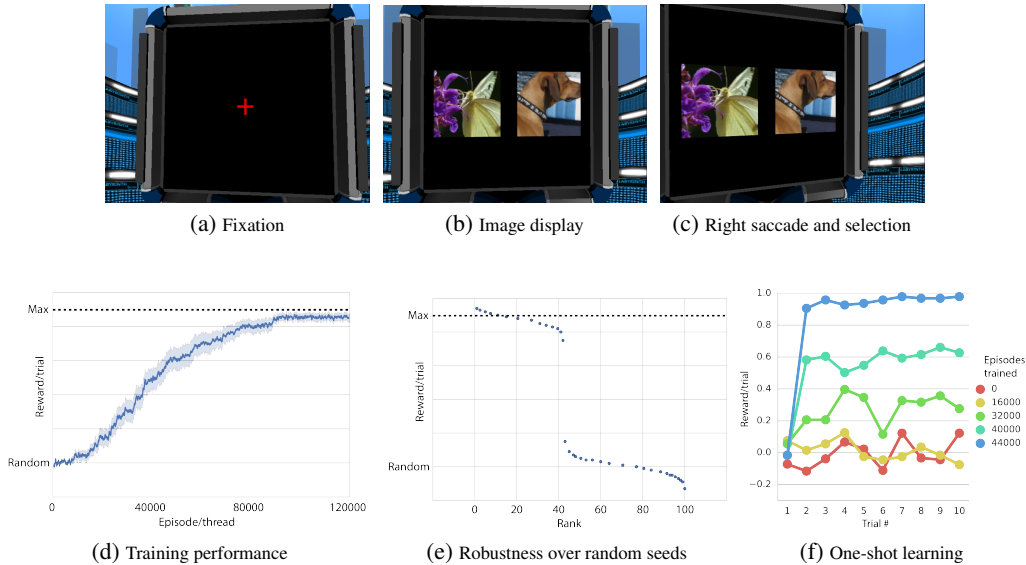 (a) Fixation
(b) Image display
(c) Right saccade and selection
Max
Random
Reward/trial
0 40000 80000 120000
Episode/thread
(d) Training performance
Max
Random
Reward/trial
0 20 40 60 80 100
Rank
(e) Robustness over random seeds
1.0
0.8
0.6
0.4
0.2
0.0
−0.2
Reward/trial
1 2 3 4 5 6 7 8 9 10
Trial #
Episodes
trained
0
16000
32000
40000
44000
(f) One-shot learning